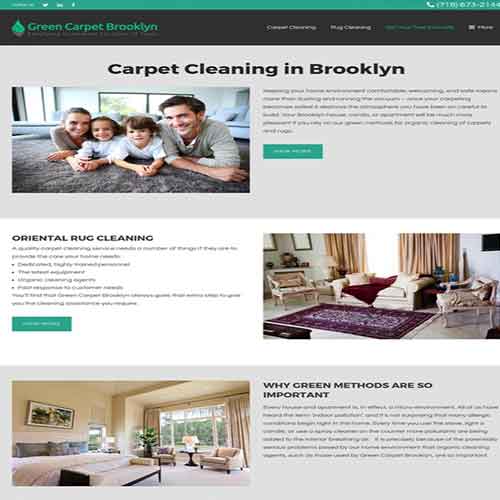 (718) 673-2144
Green Carpet Brooklyn
Carpet Cleaning
Rug Cleaning
More
Carpet Cleaning in Brooklyn
Keeping your home environment comfortable, welcoming, and safe means
more than dusting and running the vacuum – once your carpeting
becomes soiled it destroys the atmosphere you have been so careful to
build. Your Brooklyn house, condo, or apartment will be much more
pleasant if you rely on our green methods for organic cleaning of carpets
and rugs.
ORIENTAL RUG CLEANING
A quality carpet cleaning service needs a number of things if they are to
provide the care your home needs:
• Dedicated, highly trained personnel
• The latest equipment
• Organic cleaning agents
• Fast response to customer needs
You'll find that Green Carpet Brooklyn always goes that extra step to give
you the cleaning assistance you require.
WHY GREEN METHODS ARE SO
IMPORTANT
Every house and apartment is, in effect, a micro-environment. All of us have
heard the term 'indoor pollution', and it's not surprising that many allergic
conditions begin right in the home. Every time you use the stove, light a
candle, or use a spray cleaner on the counter more pollutants are being
added to the interior breathing air. It is precisely because of the potentially
serious problems posed by our home environment that organic cleaning
agents, such as those used by Green Carpet Brooklyn, are so important.